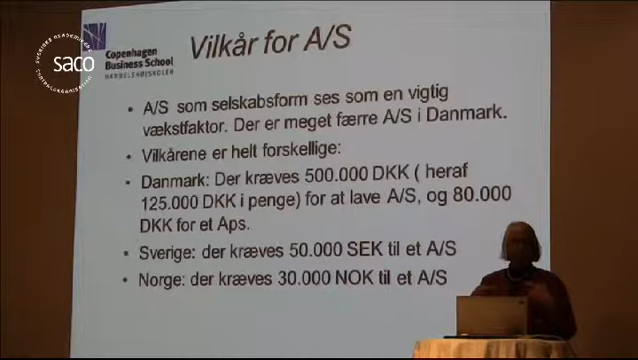 SVERIGES AKADEMIKERS
saco
CENTRALORGANISATION
Copenhagen
Business School
HANDELSHØJSKOLEN
Vilkår for A/S
• A/S som selskabsform ses som en vigtig
vækstfaktor. Der er meget færre A/S i Danmark.
• Vilkårene er helt forskellige:
• Danmark: Der kræves 500.000 DKK ( heraf
125.000 DKK i penge) for at lave A/S, og 80.000
DKK for et Aps.
• Sverige: der kræves 50.000 SEK til et A/S
• Norge: der kræves 30.000 NOK til et A/S